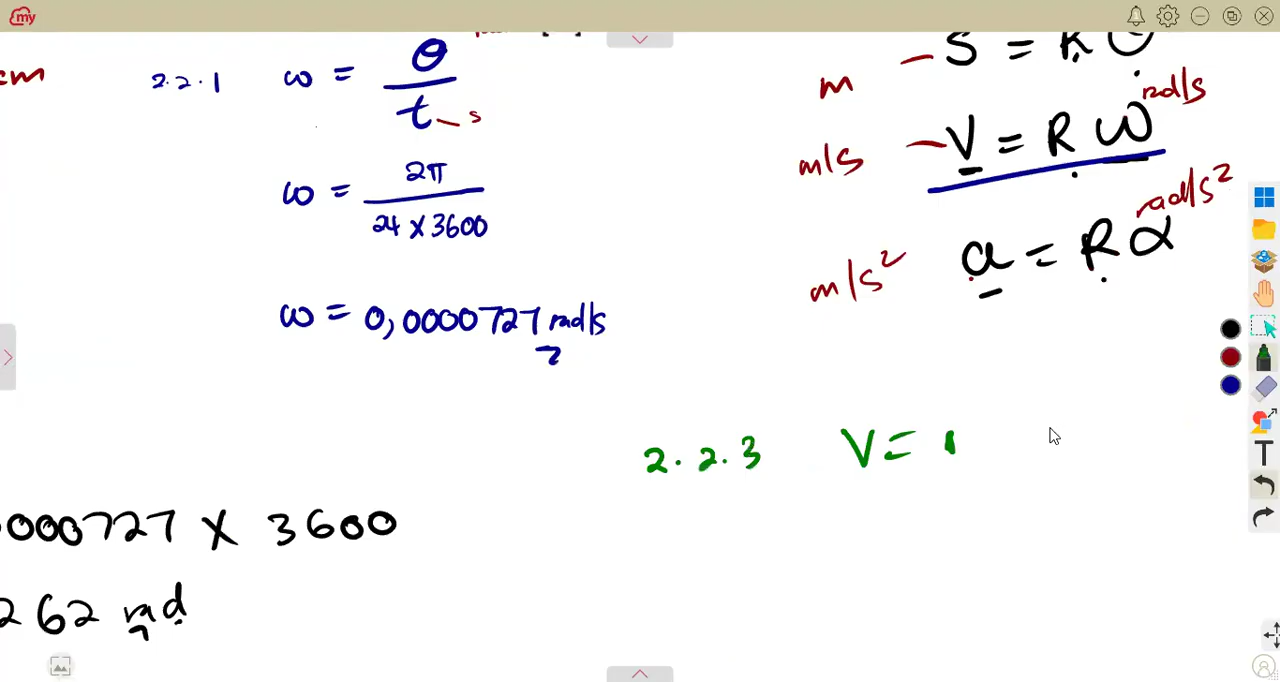 my
cm
2.2.1 ω = θ / t – s
ω = 2π / 24 × 3600
ω = 0,0000727 rad/s
000727 × 3600
262 rad
m – S = R θ
m/s – V = R ω rad/s
m/s² a = R α rad/s²
2.2.3 V =
T